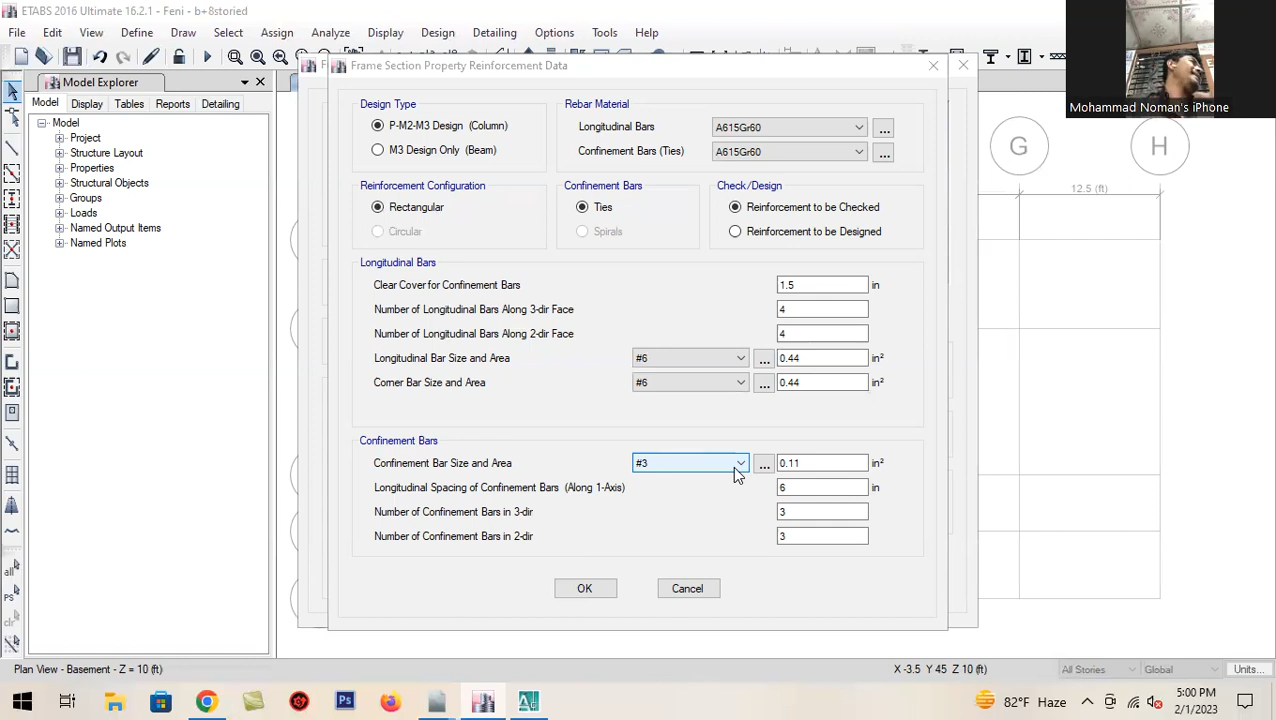 ETABS 2016 Ultimate 16.2.1 - Feni - b+8storied
File Edit View Define Draw Select Assign Analyze Display Design Detailing Options Tools Help
Model Explorer
Model Display Tables Reports Detailing
Model
Project
Structure Layout
Properties
Structural Objects
Groups
Loads
Named Output Items
Named Plots
F
Frame Section Property Reinforcement Data
Design Type
P-M2-M3 Design (Column)
M3 Design Only (Beam)
Rebar Material
Longitudinal Bars A615Gr60 ...
Confinement Bars (Ties) A615Gr60 ...
Reinforcement Configuration
Rectangular
Circular
Confinement Bars
Ties
Spirals
Check/Design
Reinforcement to be Checked
Reinforcement to be Designed
Longitudinal Bars
Clear Cover for Confinement Bars 1.5 in
Number of Longitudinal Bars Along 3-dir Face 4
Number of Longitudinal Bars Along 2-dir Face 4
Longitudinal Bar Size and Area #6 ... 0.44 in²
Corner Bar Size and Area #6 ... 0.44 in²
Confinement Bars
Confinement Bar Size and Area #3 ... 0.11 in²
Longitudinal Spacing of Confinement Bars (Along 1-Axis) 6 in
Number of Confinement Bars in 3-dir 3
Number of Confinement Bars in 2-dir 3
OK Cancel
Mohammad Noman's iPhone
G H
12.5 (ft)
all
PS
clr
Plan View - Basement - Z = 10 (ft)
X -3.5 Y 45 Z 10 (ft)
All Stories Global Units...
Ps
82°F Haze
5:00 PM
2/1/2023